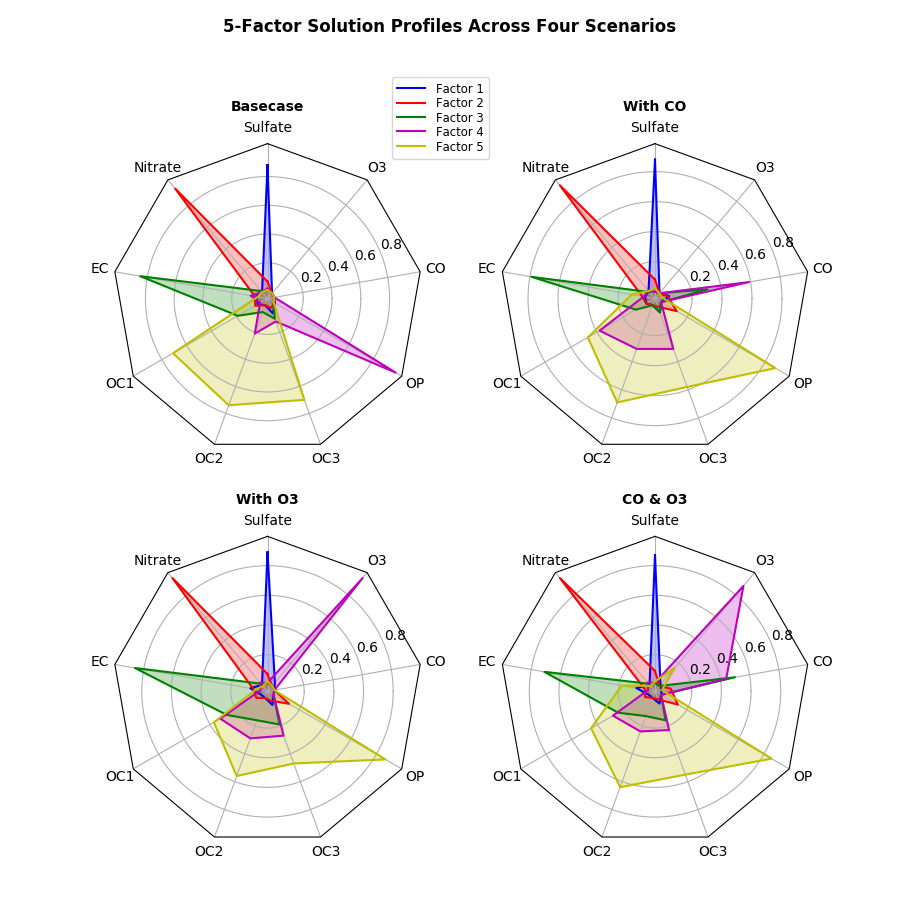 5-Factor Solution Profiles Across Four Scenarios
Factor 1
Factor 2
Factor 3
Factor 4
Factor 5
Basecase
Sulfate
Nitrate
O3
EC
CO
OC1
OP
OC2
OC3
0.2
0.4
0.6
0.8
With CO
Sulfate
Nitrate
O3
EC
CO
OC1
OP
OC2
OC3
0.2
0.4
0.6
0.8
With O3
Sulfate
Nitrate
O3
EC
CO
OC1
OP
OC2
OC3
0.2
0.4
0.6
0.8
CO & O3
Sulfate
Nitrate
O3
EC
CO
OC1
OP
OC2
OC3
0.2
0.4
0.6
0.8